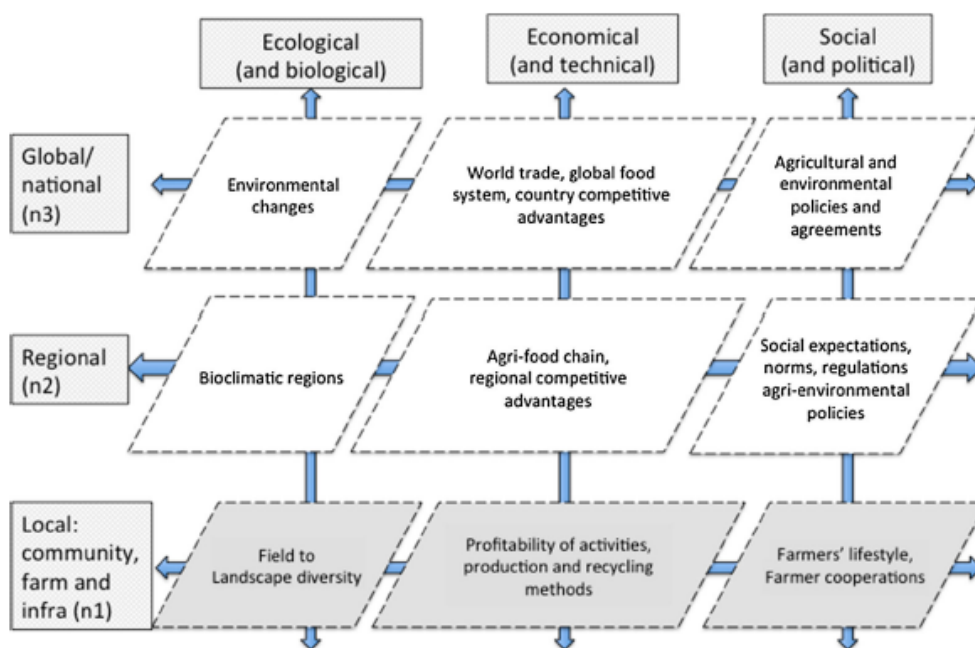 Ecological
(and biological)
Economical
(and technical)
Social
(and political)
Global/
national
(n3)
Environmental
changes
World trade, global food
system, country competitive
advantages
Agricultural and
environmental
policies and
agreements
Regional
(n2)
Bioclimatic regions
Agri-food chain,
regional competitive
advantages
Social expectations,
norms, regulations
agri-environmental
policies
Local:
community,
farm and
infra (n1)
Field to
Landscape diversity
Profitability of activities,
production and recycling
methods
Farmers' lifestyle,
Farmer cooperations